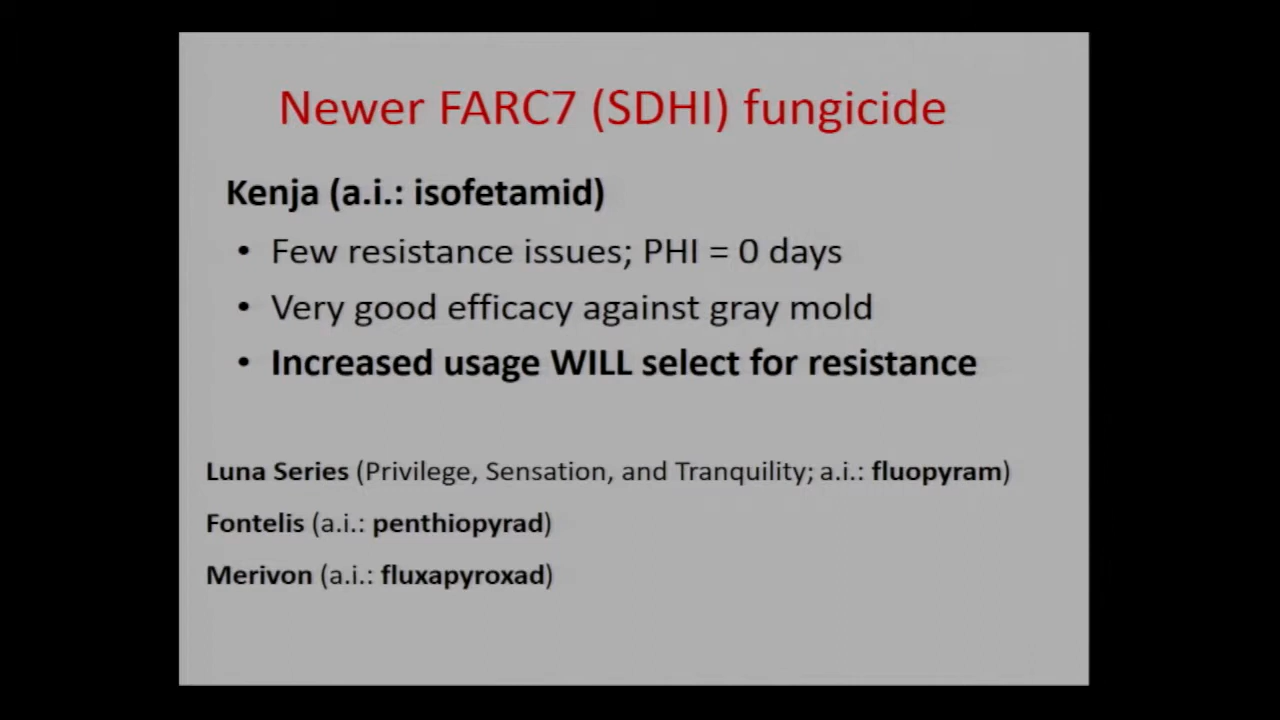 Newer FARC7 (SDHI) fungicide
Kenja (a.i.: isofetamid)
• Few resistance issues; PHI = 0 days
• Very good efficacy against gray mold
• Increased usage WILL select for resistance
Luna Series (Privilege, Sensation, and Tranquility; a.i.: fluopyram)
Fontelis (a.i.: penthiopyrad)
Merivon (a.i.: fluxapyroxad)